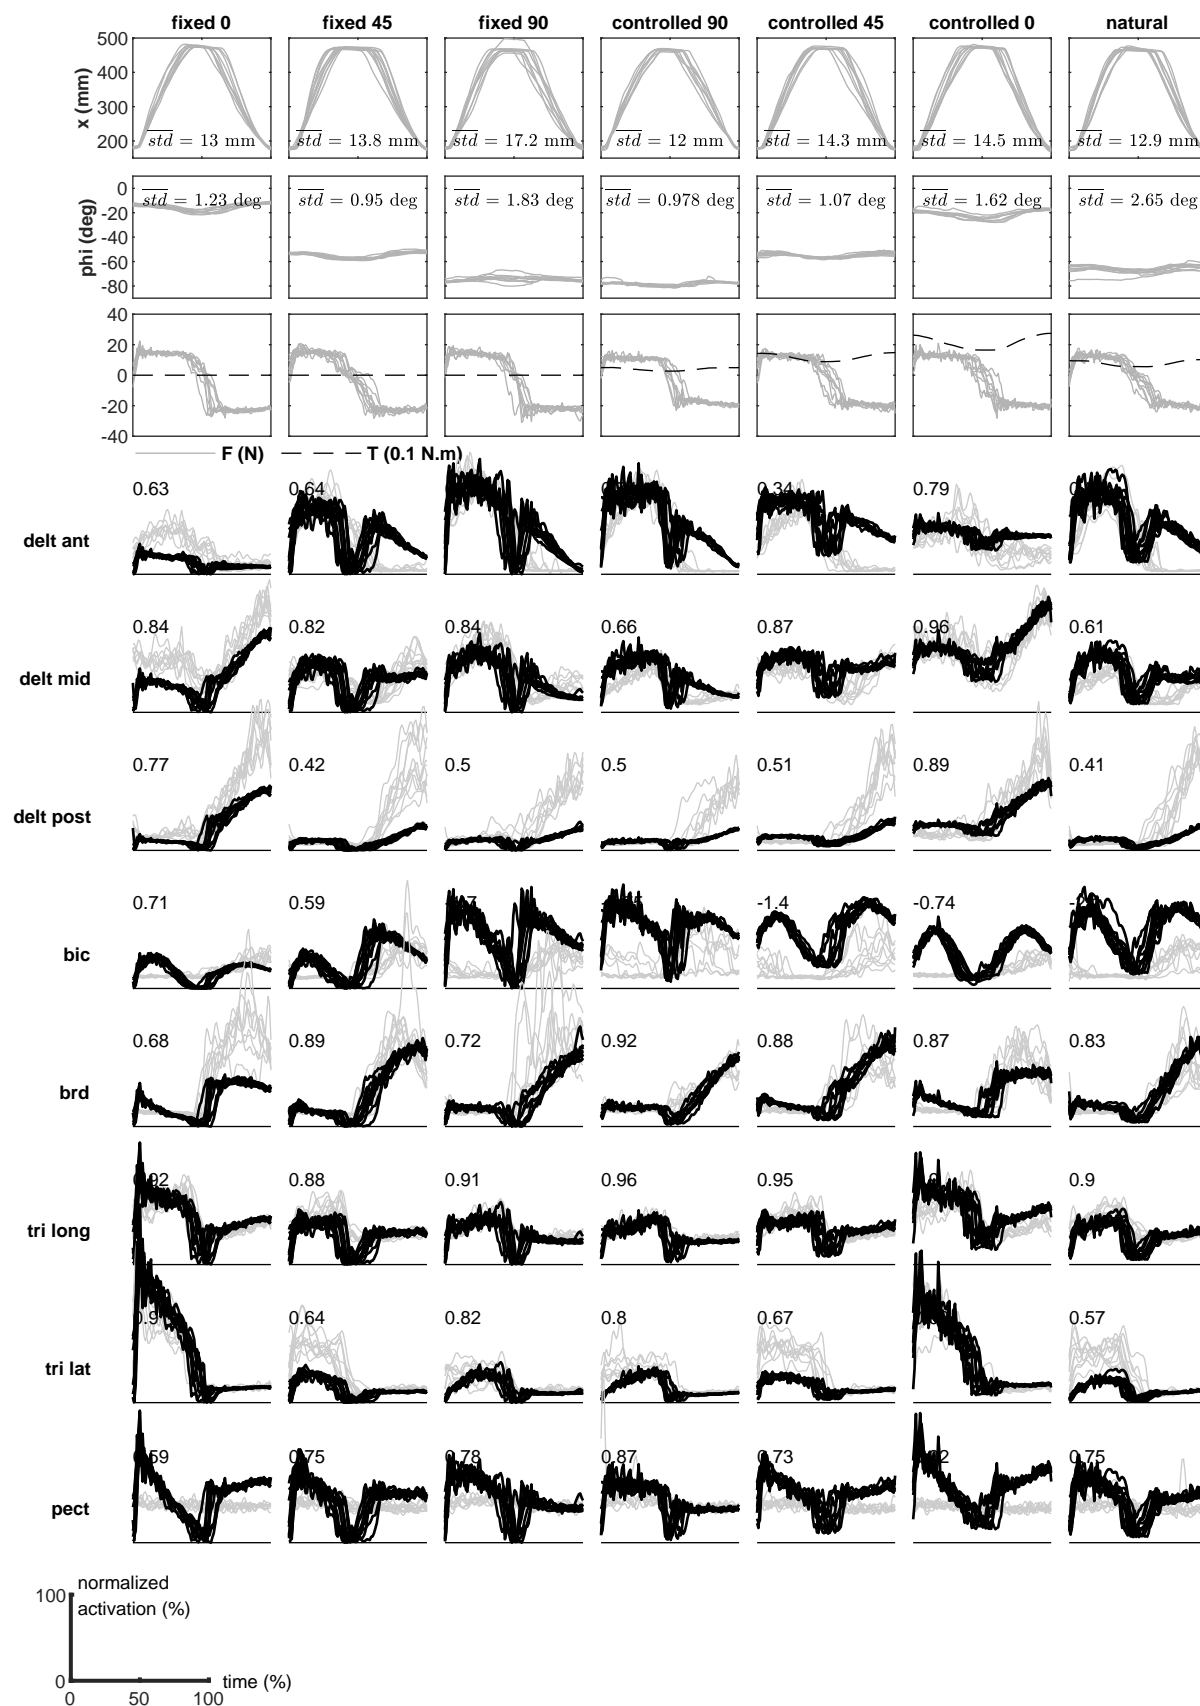 fixed 0 fixed 45 fixed 90 controlled 90 controlled 45 controlled 0 natural
500
400
x (mm)
300
200
std = 13 mm std = 13.8 mm std = 17.2 mm std = 12 mm std = 14.3 mm std = 14.5 mm std = 12.9 mm
0
std = 1.23 deg std = 0.95 deg std = 1.83 deg std = 0.978 deg std = 1.07 deg std = 1.62 deg std = 2.65 deg
-20
phi (deg)
-40
-60
-80
40
20
0
-20
-40
F (N) T (0.1 N.m)
0.63 0.64 0.34 0.79
delt ant
0.84 0.82 0.84 0.66 0.87 0.96 0.61
delt mid
0.77 0.42 0.5 0.5 0.51 0.89 0.41
delt post
0.71 0.59 -1.4 -0.74
bic
0.68 0.89 0.72 0.92 0.88 0.87 0.83
brd
0.92 0.88 0.91 0.96 0.95 0.9
tri long
0.9 0.64 0.82 0.8 0.67 0.57
tri lat
0.59 0.75 0.78 0.87 0.73 0.75
pect
normalized
100
activation (%)
0
time (%)
0 50 100